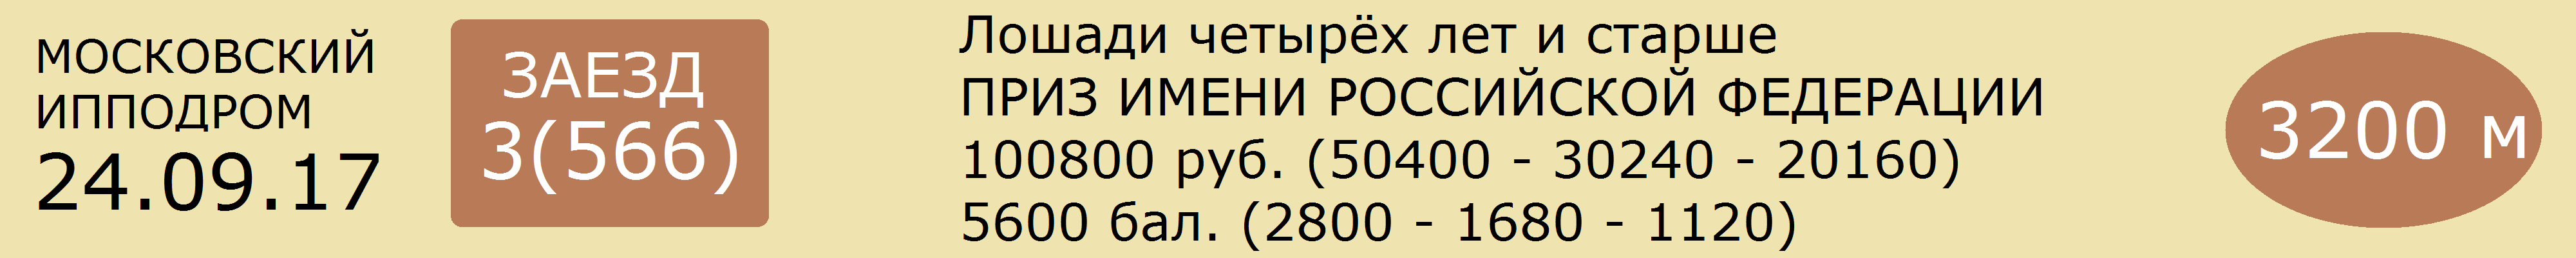 МОСКОВСКИЙ
ИППОДРОМ
24.09.17
ЗАЕЗД
3(566)
Лошади четырёх лет и старше
ПРИЗ ИМЕНИ РОССИЙСКОЙ ФЕДЕРАЦИИ
100800 руб. (50400 - 30240 - 20160)
5600 бал. (2800 - 1680 - 1120)
3200 м